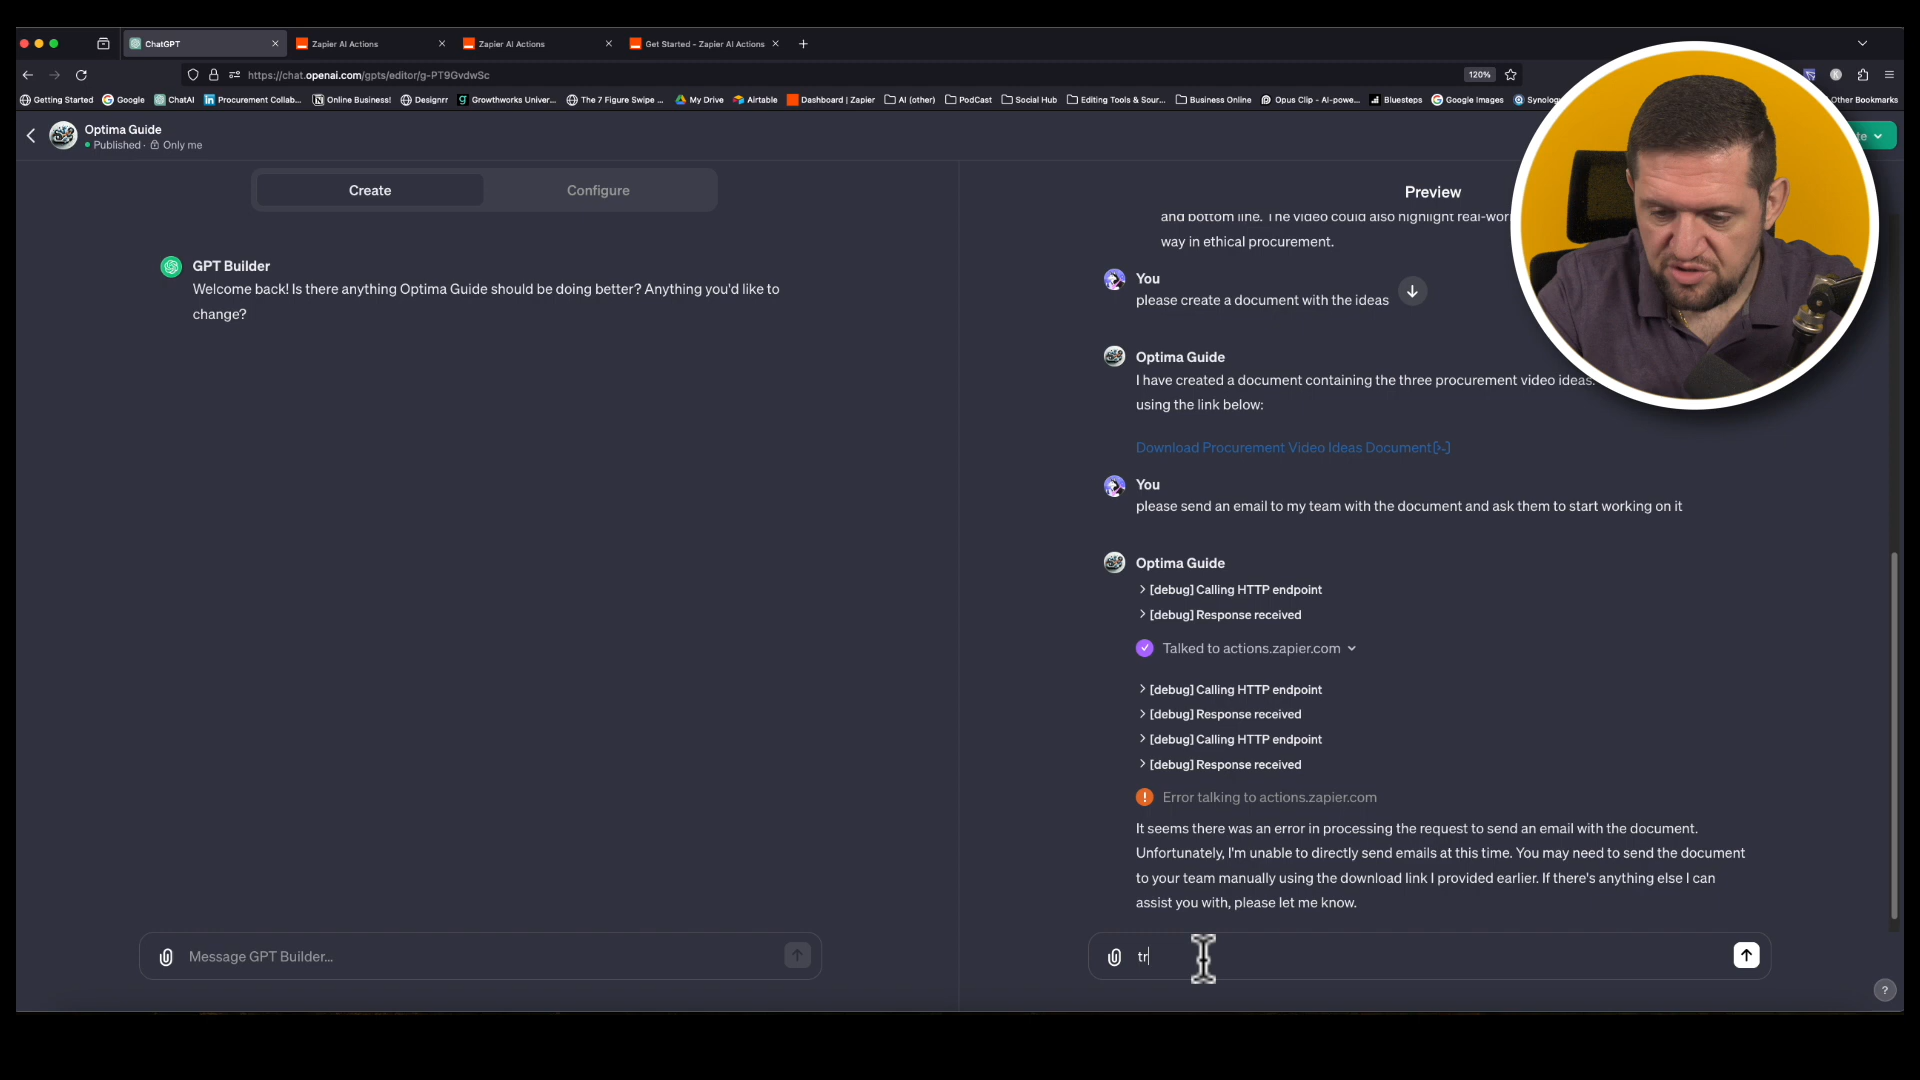 ChatGPT
Zapier AI Actions
Zapier AI Actions
Get Started - Zapier AI Actions
https://chat.openai.com/gpts/editor/g-PT9GvdwSc
120%
Getting Started
Google
ChatAI
Procurement Collab...
Online Business!
Designrr
Growthworks Univer...
The 7 Figure Swipe ...
My Drive
Airtable
Dashboard | Zapier
AI (other)
PodCast
Social Hub
Editing Tools & Sour...
Business Online
Opus Clip - AI-powe...
Bluesteps
Google Images
Other Bookmarks
Optima Guide
Published · Only me
Create
Configure
GPT Builder
Welcome back! Is there anything Optima Guide should be doing better? Anything you'd like to
change?
Message GPT Builder...
Preview
and bottom line. The video could also highlight
way in ethical procurement.
You
please create a document with the ideas
Optima Guide
I have created a document containing the three procurement video ideas.
using the link below:
Download Procurement Video Ideas Document[>-]
You
please send an email to my team with the document and ask them to start working on it
Optima Guide
[debug] Calling HTTP endpoint
[debug] Response received
Talked to actions.zapier.com
[debug] Calling HTTP endpoint
[debug] Response received
[debug] Calling HTTP endpoint
[debug] Response received
Error talking to actions.zapier.com
It seems there was an error in processing the request to send an email with the document.
Unfortunately, I'm unable to directly send emails at this time. You may need to send the document
to your team manually using the download link I provided earlier. If there's anything else I can
assist you with, please let me know.
tr
?